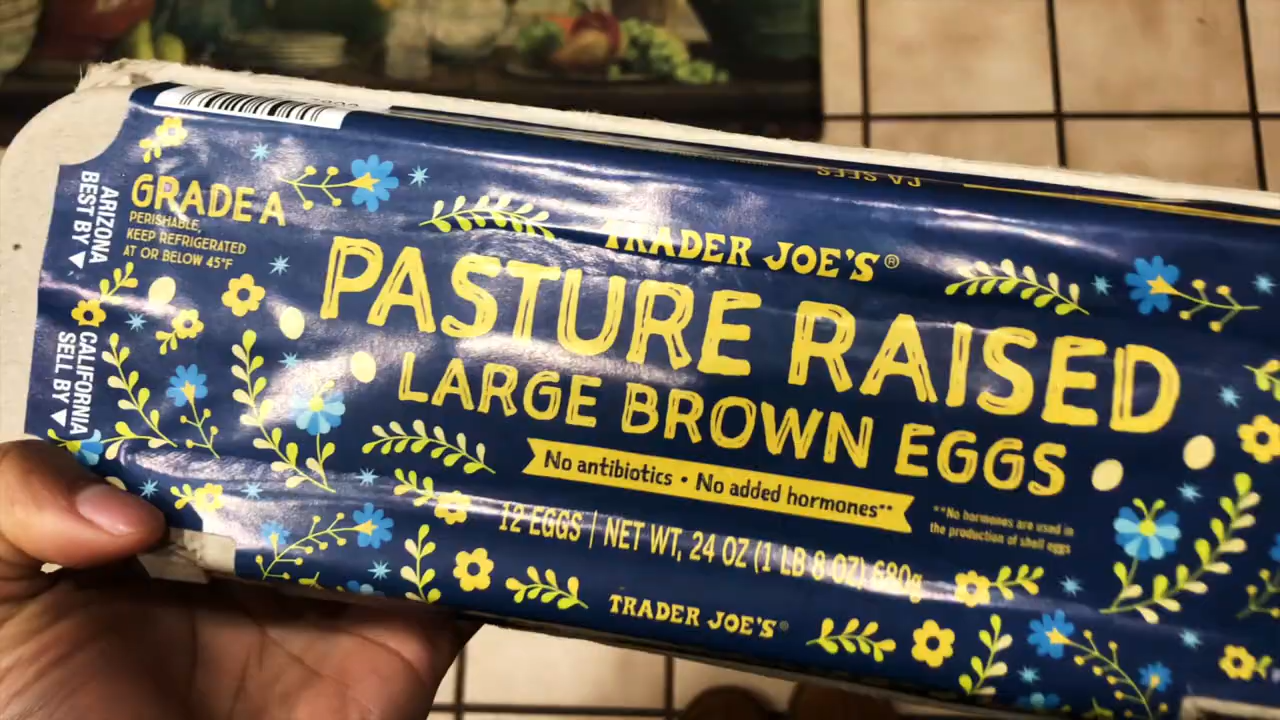 GRADE A
PERISHABLE,
KEEP REFRIGERATED
AT OR BELOW 45°F
ARIZONA
BEST BY ▼
CALIFORNIA
SELL BY ▼
CA SEFS
TRADER JOE'S®
PASTURE RAISED
LARGE BROWN EGGS
No antibiotics • No added hormones**
**No hormones are used in
the production of shell eggs
12 EGGS | NET WT, 24 OZ (1 LB 8 OZ) 680g
TRADER JOE'S®